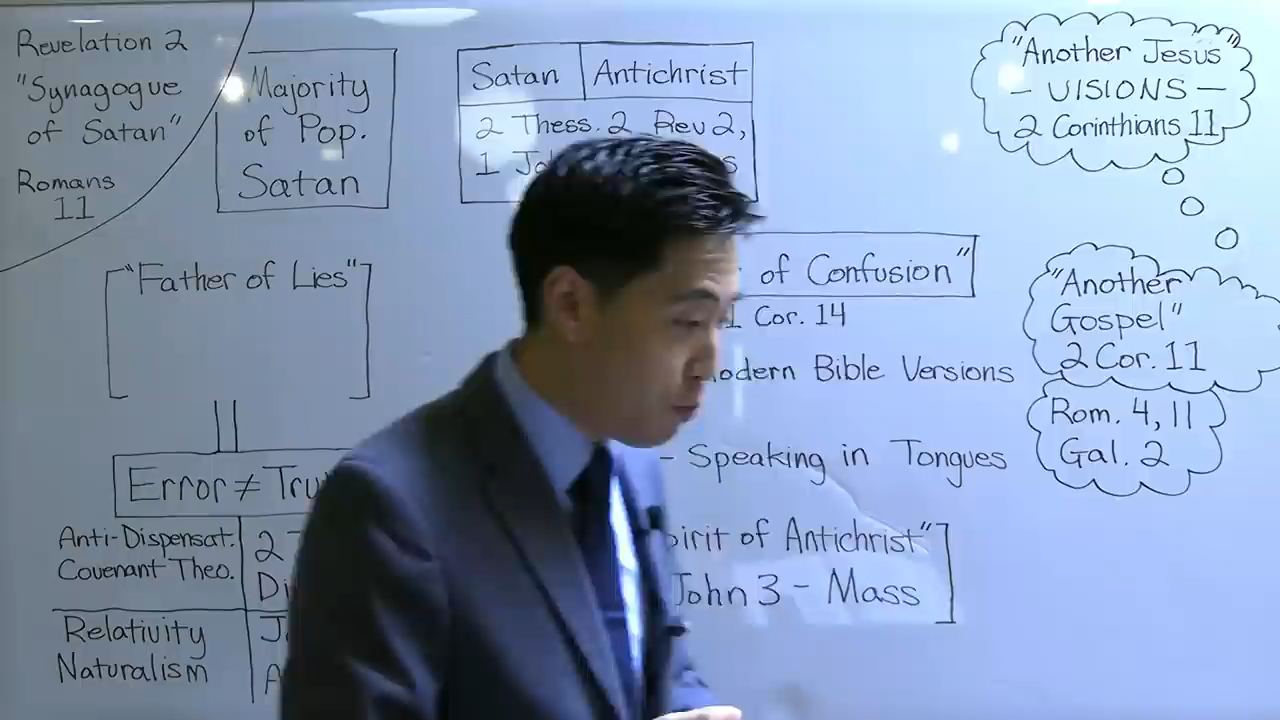 Revelation 2
"Synagogue
of Satan"
Romans
11
Majority
of Pop.
Satan
Satan Antichrist
2 Thess. 2 Rev 2,
1
"Another Jesus"
- VISIONS -
2 Corinthians 11
"Father of Lies"
of Confusion"
1 Cor. 14
Modern Bible Versions
- Speaking in Tongues
"Another
Gospel"
2 Cor. 11
Rom. 4, 11
Gal. 2
Error ≠
Anti-Dispensat.
Covenant Theo.
2
Relativity
Naturalism
of Antichrist"
John 3 - Mass